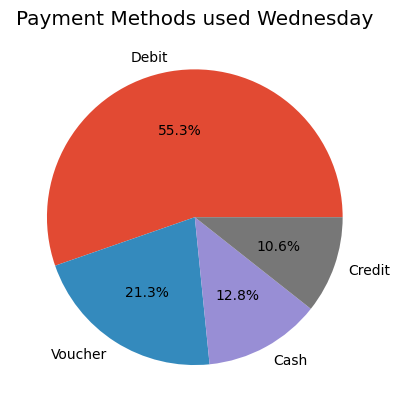 Payment Methods used Wednesday
Debit
55.3%
10.6%
Credit
21.3%
12.8%
Voucher
Cash